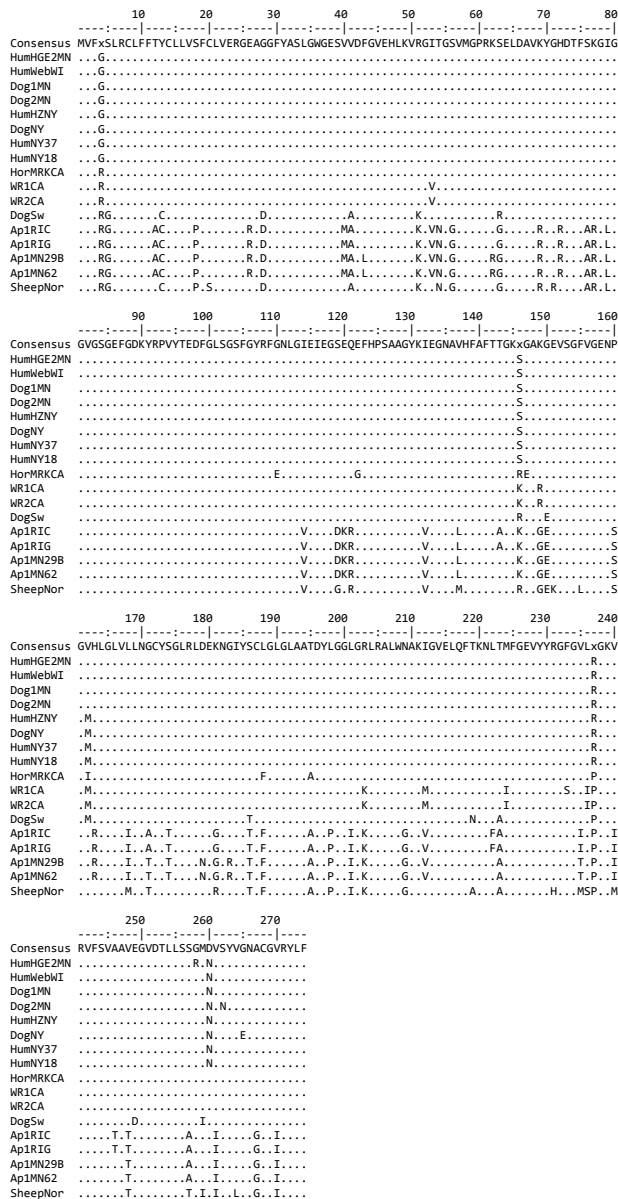 10 20 30 40 50 60 70 80
----:----|----:----|----:----|----:----|----:----|----:----|----:----|----:----|
Consensus MVFxSLRCLFFTYCLLVSFCLVERGEAGGFYASLGWGESVVDFGVEHLKVRGITGSVMGPRKSELDAVKYGHDTFSKGIG
HumHGE2MN ...G............................................................................
HumWebWI ...G............................................................................
Dog1MN ...G............................................................................
Dog2MN ...G............................................................................
HumHZNY ...G............................................................................
DogNY ...G............................................................................
HumNY37 ...G............................................................................
HumNY18 ...G............................................................................
HorMRKCA ...R............................................................................
WR1CA ...R................................................V...........................
WR2CA ...R................................................V...........................
DogSw ...RG.......C..............D............A.........K...........R.................
Ap1RIC ...RG......AC....P.......R.D...........MA.........K.VN.G......G.....R..R...AR.L.
Ap1RIG ...RG......AC....P.......R.D...........MA.........K.VN.G......G.....R..R...AR.L.
Ap1MN29B ...RG......AC....P.......R.D...........MA.L.......K.VN.G.....RG.....R..R...AR.L.
Ap1MN62 ...RG......AC....P.......R.D...........MA.L.......K.VN.G.....RG.....R..R...AR.L.
SheepNor ...RG.......C....P.S.......D............A.........K..N.G......G.....R..R...AR.L.
90 100 110 120 130 140 150 160
----:----|----:----|----:----|----:----|----:----|----:----|----:----|----:----|
Consensus GVGSGEFGDKYRPVYTEDFGLSGSFGYRFGNLGIEIEGSEQEFHPSAAGYKIEGNAVHFAFTTGKxGAKGEVSGFVGENP
HumHGE2MN .................................................................S..............
HumWebWI .................................................................S..............
Dog1MN .................................................................S..............
Dog2MN .................................................................S..............
HumHZNY .................................................................S..............
DogNY .................................................................S..............
HumNY37 .................................................................S..............
HumNY18 .................................................................S..............
HorMRKCA .............................E...........G.......................RE.............
WR1CA .................................................................K..R...........
WR2CA .................................................................K..R...........
DogSw .................................................................R...E..........
Ap1RIC .................................V....DKR..........V....L.....A..K..GE.........S
Ap1RIG .................................V....DKR..........V....L.....A..K..GE.........S
Ap1MN29B .................................V....DKR..........V....L........K..GE.........S
Ap1MN62 .................................V....DKR..........V....L........K..GE.........S
SheepNor .................................V....G.R..........V....M........R..GEK...L....S
170 180 190 200 210 220 230 240
----:----|----:----|----:----|----:----|----:----|----:----|----:----|----:----|
Consensus GVHLGLVLLNGCYSGLRLDEKNGIYSCLGLGLAATDYLGGLGRLRALWNAKIGVELQFTKNLTMFGEVYYRGFGVLxGKV
HumHGE2MN ............................................................................R...
HumWebWI ............................................................................R...
Dog1MN ............................................................................R...
Dog2MN ............................................................................R...
HumHZNY .M..........................................................................R...
DogNY .M..........................................................................R...
HumNY37 .M..........................................................................R...
HumNY18 .M..........................................................................R...
HorMRKCA .I.........................F......A.........................................P...
WR1CA .M........................................K........M...........I........S..IP...
WR2CA .M........................................K........M...........I...........IP...
DogSw .M.......................T................................N...A.............P...
Ap1RIC ..R....I..A..T......G....T.F......A..P..I.K.....G..V.........FA...........I.P..I
Ap1RIG ..R....I..A..T......G....T.F......A..P..I.K.....G..V.........FA...........I.P..I
Ap1MN29B ..R....I..T..T....N.G.R..T.F......A..P..I.K.....G..V..........A...........T.P..I
Ap1MN62 ..R....I..T..T....N.G.R..T.F......A..P..I.K.....G..V..........A...........T.P..I
SheepNor .......M..T.........G....T.F......A..P..I.K.....G.........A...A.......H...MSP..M
250 260 270
----:----|----:----|----:----|----
Consensus RVFSVAAVEGVDTLLSSGMDVSYVGNACGVRYLF
HumHGE2MN .................R.N..............
HumWebWI ...................N..............
Dog1MN ...................N..............
Dog2MN ...................N.N............
HumHZNY ...................N..............
DogNY ...................N....E.........
HumNY37 ...................N..............
HumNY18 ...................N..............
HorMRKCA ..................................
WR1CA ..................................
WR2CA ..................................
DogSw ........D.........I...............
Ap1RIC .....T.T........A...I.....G..I....
Ap1RIG .....T.T........A...I.....G..I....
Ap1MN29B .......T........A...I.....G..I....
Ap1MN62 .......T........A...I.....G..I....
SheepNor .......T........T.I.I..L..G..I....